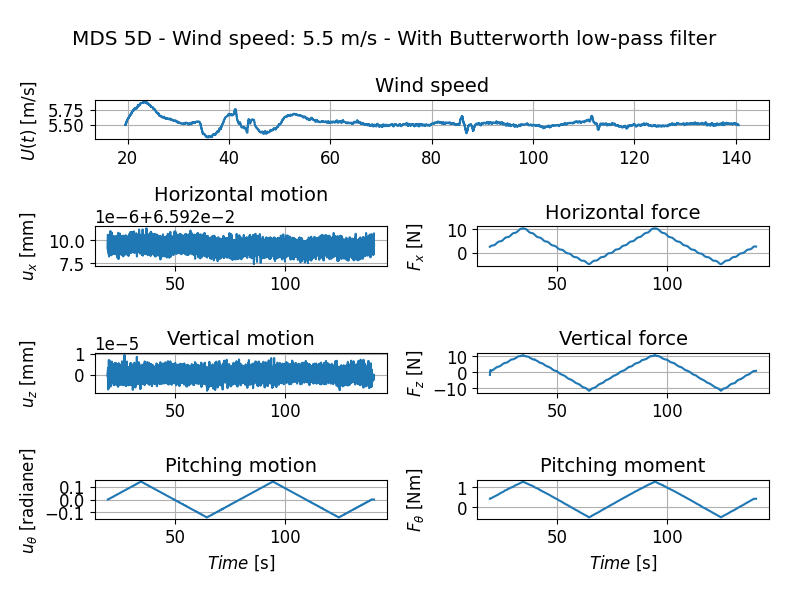 MDS 5D - Wind speed: 5.5 m/s - With Butterworth low-pass filter
Wind speed
U(t) [m/s]
5.75
5.50
20 40 60 80 100 120 140
Horizontal motion
1e-6+6.592e-2
u_x [mm]
10.0
7.5
50 100
Horizontal force
F_x [N]
10
0
50 100
Vertical motion
1e-5
u_z [mm]
1
0
50 100
Vertical force
F_z [N]
10
0
−10
50 100
Pitching motion
u_θ [radianer]
0.1
0.0
−0.1
50 100
Time [s]
Pitching moment
F_θ [Nm]
1
0
50 100
Time [s]